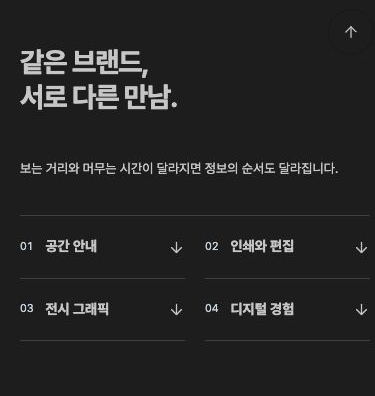 같은 브랜드,
서로 다른 만남.
보는 거리와 머무는 시간이 달라지면 정보의 순서도 달라집니다.
01 공간 안내 ↓
02 인쇄와 편집 ↓
03 전시 그래픽 ↓
04 디지털 경험 ↓